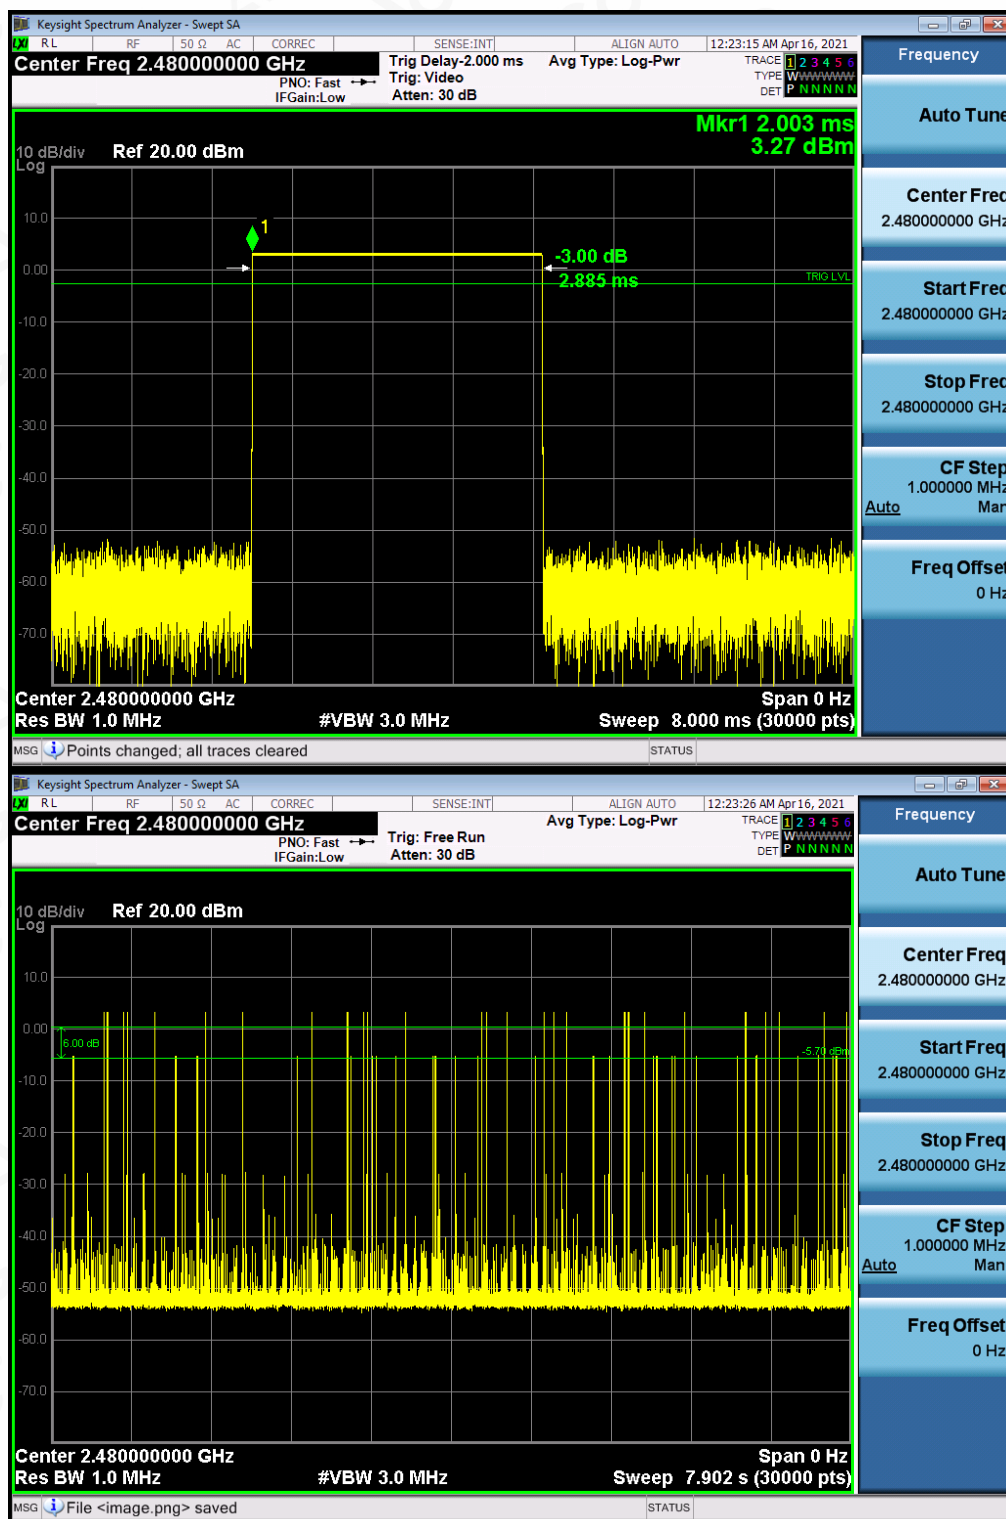 Keysight Spectrum Analyzer - Swept SA
LXI RL RF 50 Ω AC CORREC SENSE:INT ALIGN AUTO 12:23:15 AM Apr 16, 2021
Center Freq 2.480000000 GHz
Trig Delay-2.000 ms
Avg Type: Log-Pwr
TRACE 1 2 3 4 5 6
PNO: Fast
Trig: Video
TYPE WWWWWW
IFGain:Low
Atten: 30 dB
DET P N N N N N
Frequency
Auto Tune
Mkr1 2.003 ms
3.27 dBm
10 dB/div
Ref 20.00 dBm
Log
10.0
0.00
-10.0
-20.0
-30.0
-40.0
-50.0
-60.0
-70.0
1
-3.00 dB
2.885 ms
TRIG LVL
Center Freq
2.480000000 GHz
Start Freq
2.480000000 GHz
Stop Freq
2.480000000 GHz
CF Step
1.000000 MHz
Auto Man
Freq Offset
0 Hz
Center 2.480000000 GHz
Span 0 Hz
Res BW 1.0 MHz
#VBW 3.0 MHz
Sweep 8.000 ms (30000 pts)
MSG Points changed; all traces cleared
STATUS
Keysight Spectrum Analyzer - Swept SA
LXI RL RF 50 Ω AC CORREC SENSE:INT ALIGN AUTO 12:23:26 AM Apr 16, 2021
Center Freq 2.480000000 GHz
Avg Type: Log-Pwr
TRACE 1 2 3 4 5 6
PNO: Fast
Trig: Free Run
TYPE WWWWWW
IFGain:Low
Atten: 30 dB
DET P N N N N N
Frequency
Auto Tune
10 dB/div
Ref 20.00 dBm
Log
10.0
0.00
-10.0
-20.0
-30.0
-40.0
-50.0
-60.0
-70.0
6.00 dB
-5.70 dBm
Center Freq
2.480000000 GHz
Start Freq
2.480000000 GHz
Stop Freq
2.480000000 GHz
CF Step
1.000000 MHz
Auto Man
Freq Offset
0 Hz
Center 2.480000000 GHz
Span 0 Hz
Res BW 1.0 MHz
#VBW 3.0 MHz
Sweep 7.902 s (30000 pts)
MSG File <image.png> saved
STATUS